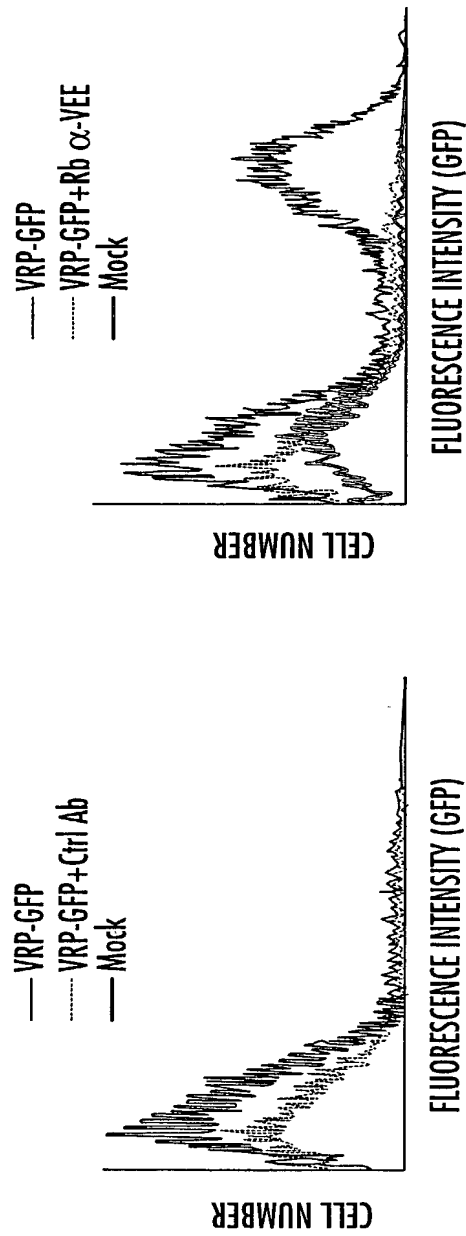 VRP-GFP
VRP-GFP+Ctrl Ab
Mock
CELL NUMBER
FLUORESCENCE INTENSITY (GFP)
VRP-GFP
VRP-GFP+Rb α-VEE
Mock
CELL NUMBER
FLUORESCENCE INTENSITY (GFP)